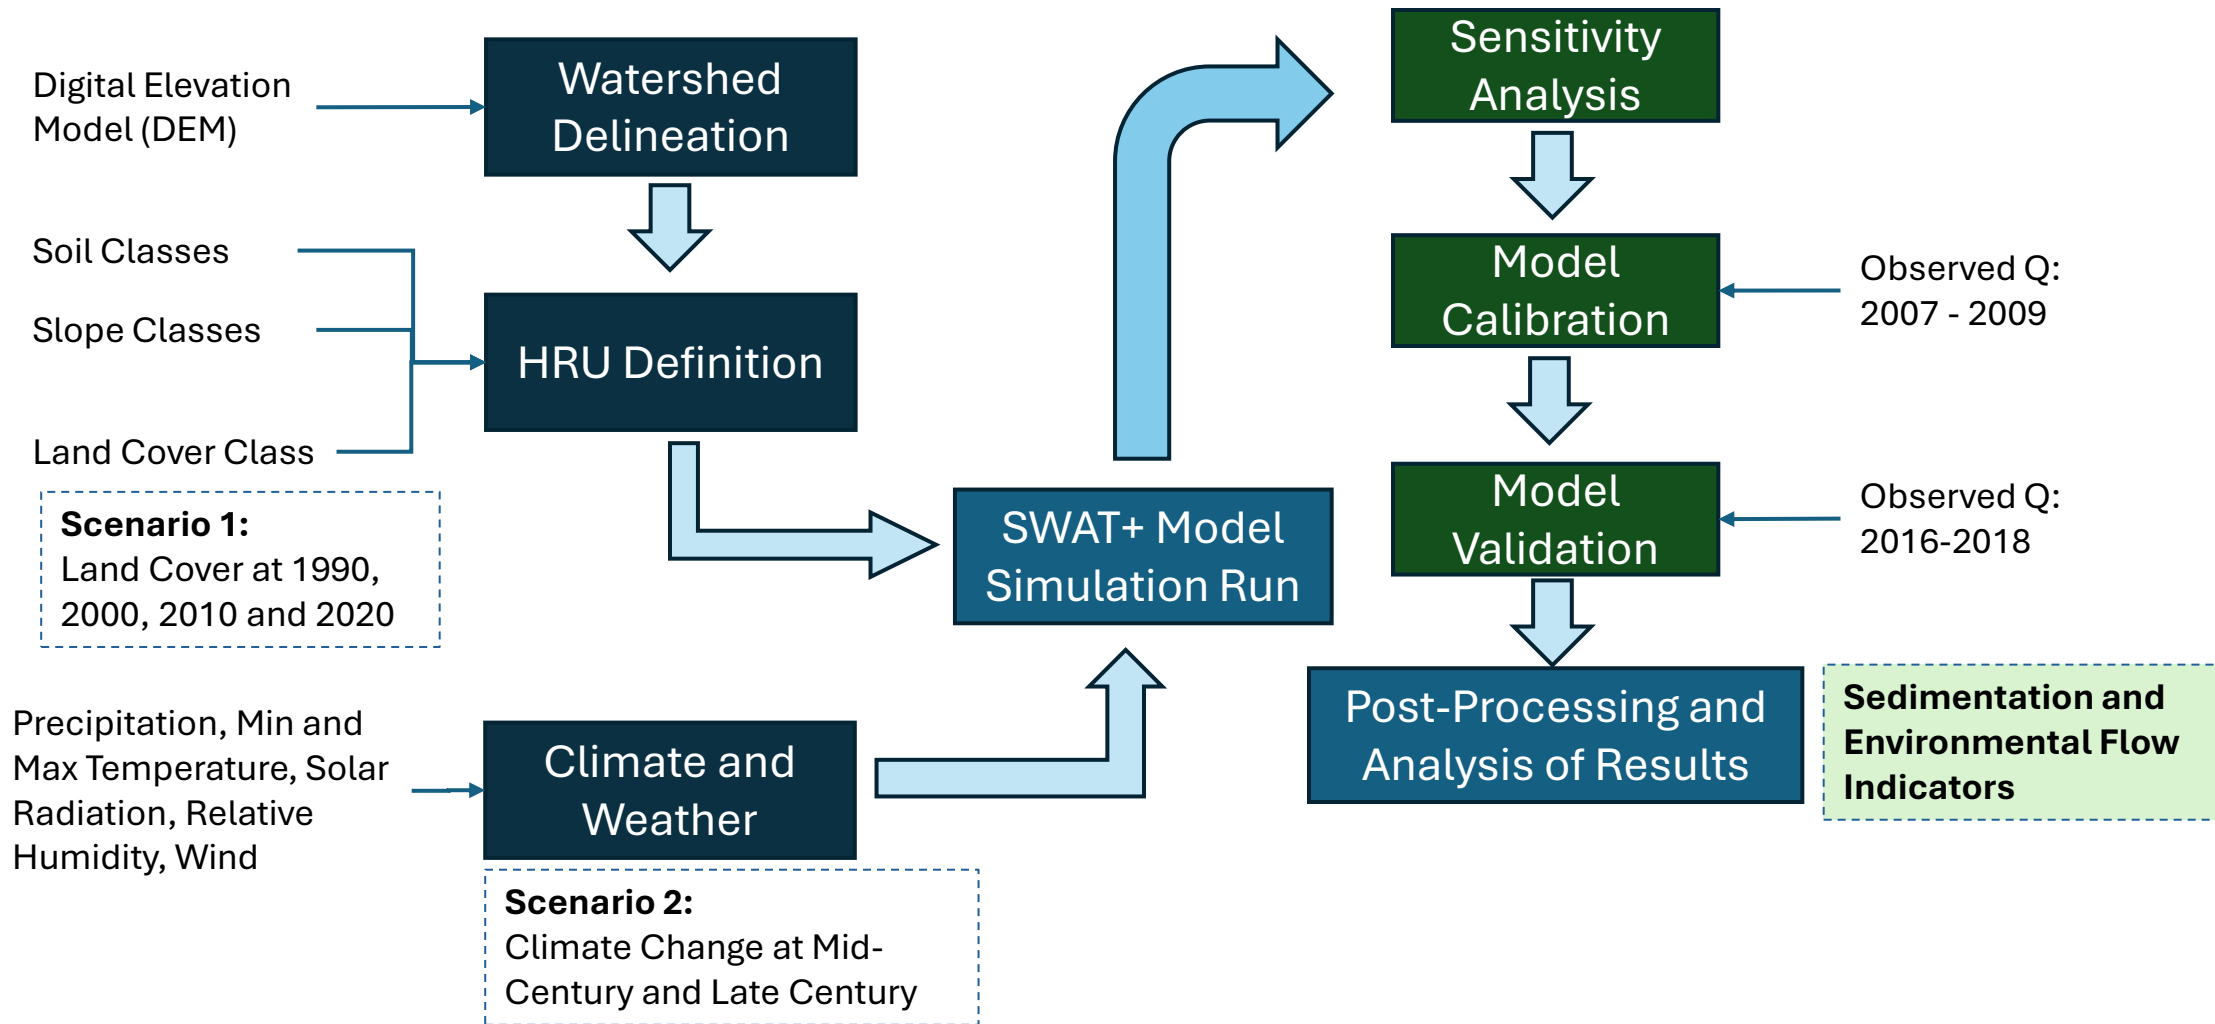 Digital Elevation
Model (DEM)
Watershed
Delineation
Soil Classes
Slope Classes
HRU Definition
Land Cover Class
Scenario 1:
Land Cover at 1990,
2000, 2010 and 2020
Precipitation, Min and
Max Temperature, Solar
Radiation, Relative
Humidity, Wind
Climate and
Weather
Scenario 2:
Climate Change at Mid-
Century and Late Century
SWAT+ Model
Simulation Run
Sensitivity
Analysis
Model
Calibration
Observed Q:
2007 - 2009
Model
Validation
Observed Q:
2016-2018
Post-Processing and
Analysis of Results
Sedimentation and
Environmental Flow
Indicators